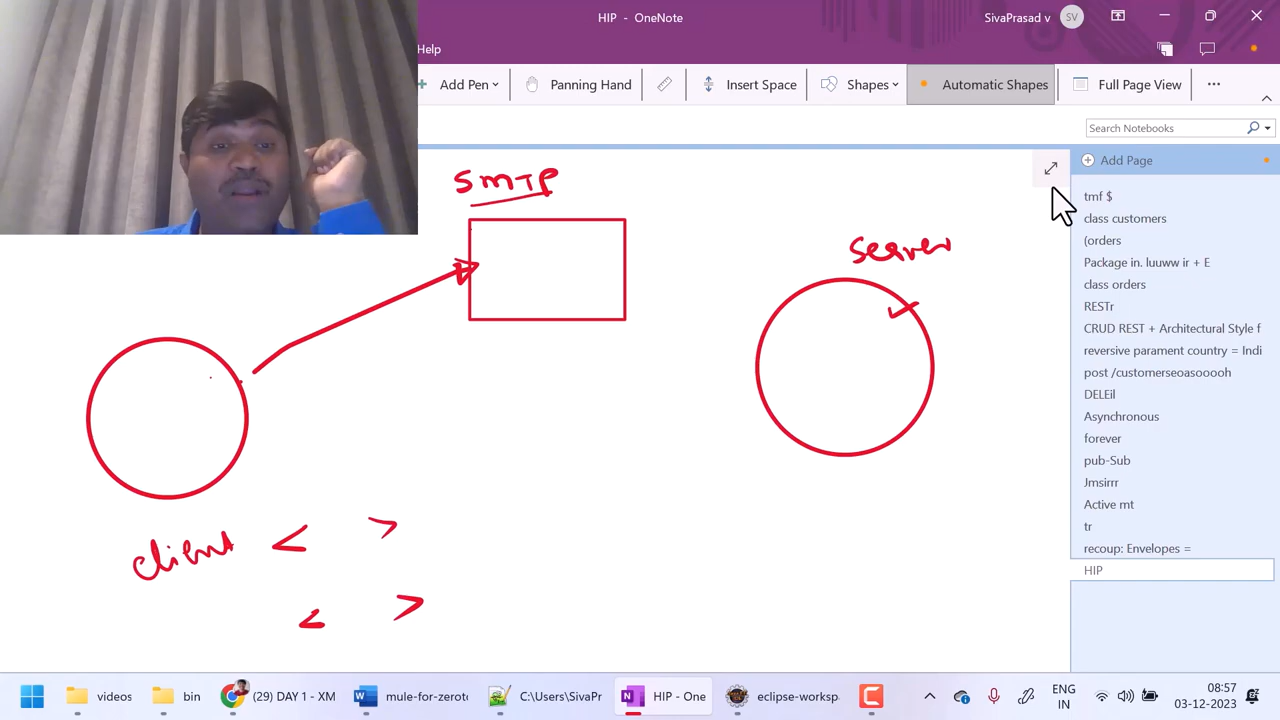 HIP - OneNote
SivaPrasad v
SV
Help
Add Pen
Panning Hand
Insert Space
Shapes
Automatic Shapes
Full Page View
Search Notebooks
Add Page
tmf $
class customers
(orders
Package in. luuww ir + E
class orders
RESTr
CRUD REST + Architectural Style f
reversive parament country = Indi
post /customerseoasooooh
DELEil
Asynchronous
forever
pub-Sub
Jmsirrr
Active mt
tr
recoup: Envelopes =
HIP
SMTP
Server
client < >
< >
videos
bin
(29) DAY 1 - XM
mule-for-zerot
C:\Users\SivaPr
HIP - One
eclipse-worksp
ENG
IN
08:57
03-12-2023